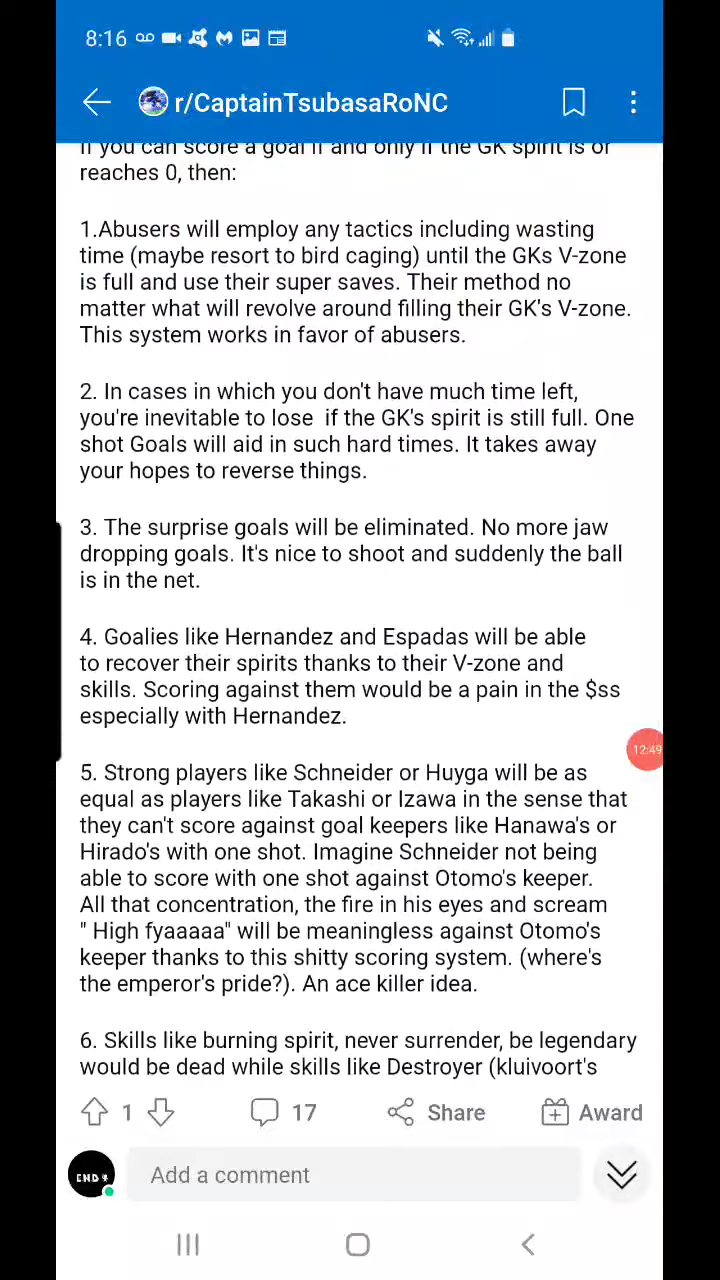 8:16
r/CaptainTsubasaRoNC
If you can score a goal if and only if the GK spirit is or
reaches 0, then:
1.Abusers will employ any tactics including wasting
time (maybe resort to bird caging) until the GKs V-zone
is full and use their super saves. Their method no
matter what will revolve around filling their GK's V-zone.
This system works in favor of abusers.
2. In cases in which you don't have much time left,
you're inevitable to lose  if the GK's spirit is still full. One
shot Goals will aid in such hard times. It takes away
your hopes to reverse things.
3. The surprise goals will be eliminated. No more jaw
dropping goals. It's nice to shoot and suddenly the ball
is in the net.
4. Goalies like Hernandez and Espadas will be able
to recover their spirits thanks to their V-zone and
skills. Scoring against them would be a pain in the $ss
especially with Hernandez.
12:49
5. Strong players like Schneider or Huyga will be as
equal as players like Takashi or Izawa in the sense that
they can't score against goal keepers like Hanawa's or
Hirado's with one shot. Imagine Schneider not being
able to score with one shot against Otomo's keeper.
All that concentration, the fire in his eyes and scream
" High fyaaaaa" will be meaningless against Otomo's
keeper thanks to this shitty scoring system. (where's
the emperor's pride?). An ace killer idea.
6. Skills like burning spirit, never surrender, be legendary
would be dead while skills like Destroyer (kluivoort's
1 17 Share Award
END
Add a comment